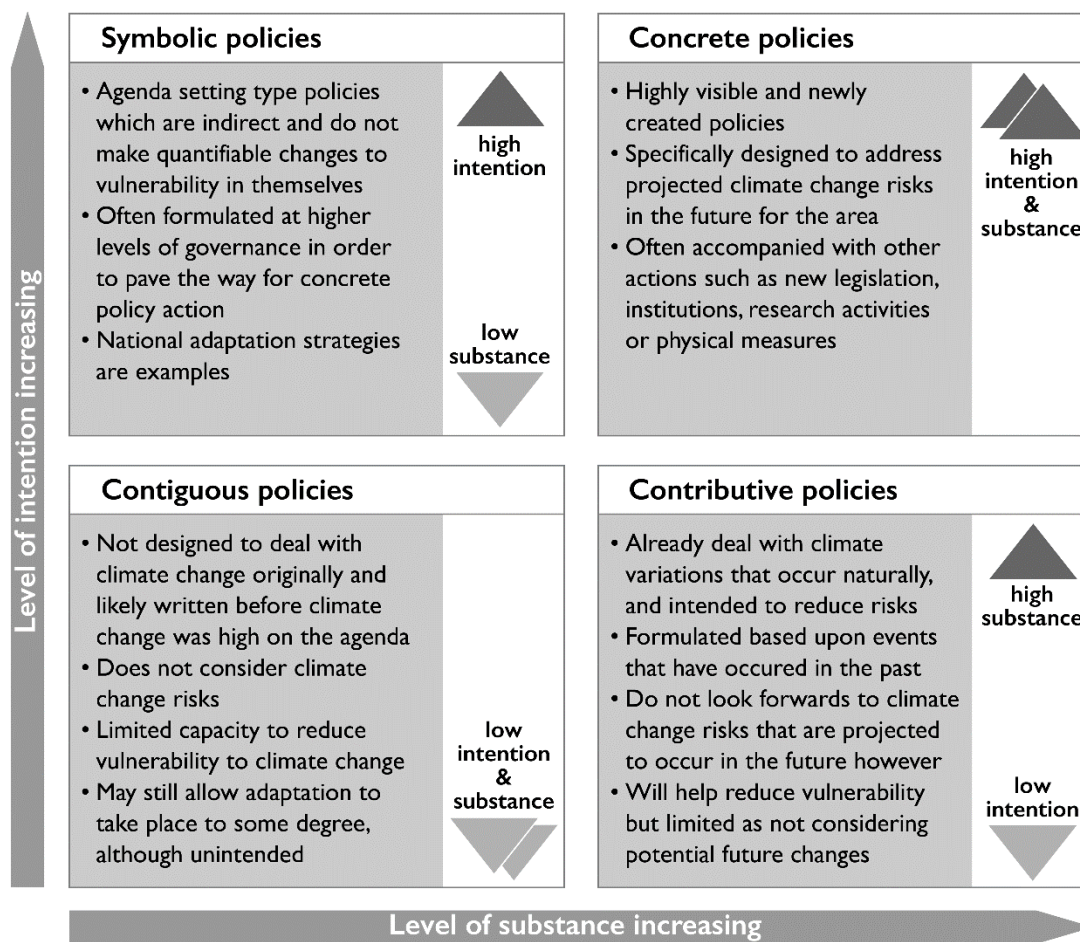 Level of intention increasing
Symbolic policies
• Agenda setting type policies
which are indirect and do not
make quantifiable changes to
vulnerability in themselves
• Often formulated at higher
levels of governance in order
to pave the way for concrete
policy action
• National adaptation strategies
are examples
high
intention
low
substance
Concrete policies
• Highly visible and newly
created policies
• Specifically designed to address
projected climate change risks
in the future for the area
• Often accompanied with other
actions such as new legislation,
institutions, research activities
or physical measures
high
intention
&
substance
Contiguous policies
• Not designed to deal with
climate change originally and
likely written before climate
change was high on the agenda
• Does not consider climate
change risks
• Limited capacity to reduce
vulnerability to climate change
• May still allow adaptation to
take place to some degree,
although unintended
low
intention
&
substance
Contributive policies
• Already deal with climate
variations that occur naturally,
and intended to reduce risks
• Formulated based upon events
that have occured in the past
• Do not look forwards to climate
change risks that are projected
to occur in the future however
• Will help reduce vulnerability
but limited as not considering
potential future changes
high
substance
low
intention
Level of substance increasing